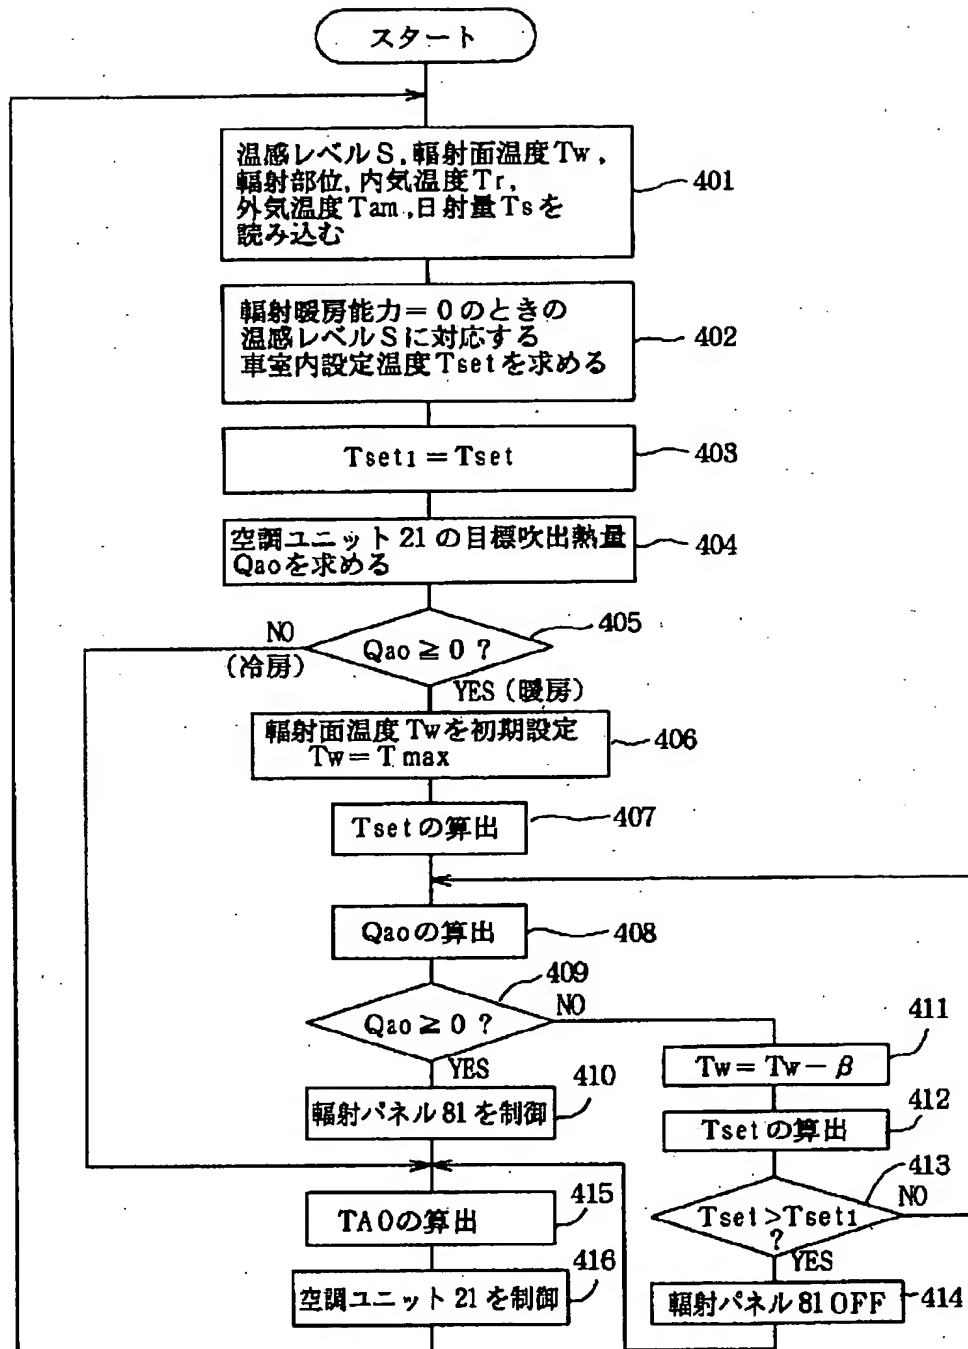 スタート
温感レベルS,輻射面温度Tw,
輻射部位,内気温度Tr,
外気温度Tam,日射量Tsを
読み込む
401
輻射暖房能力=0のときの
温感レベルSに対応する
車室内設定温度Tsetを求める
402
Tset1=Tset
403
空調ユニット21の目標吹出熱量
Qaoを求める
404
Qao≧0?
405
NO
(冷房)
YES(暖房)
輻射面温度Twを初期設定
Tw=Tmax
406
Tsetの算出
407
Qaoの算出
408
Qao≧0?
409
NO
YES
輻射パネル81を制御
410
Tw=Tw-β
411
Tsetの算出
412
Tset>Tset1
?
413
NO
YES
輻射パネル81OFF
414
TAOの算出
415
空調ユニット21を制御
416